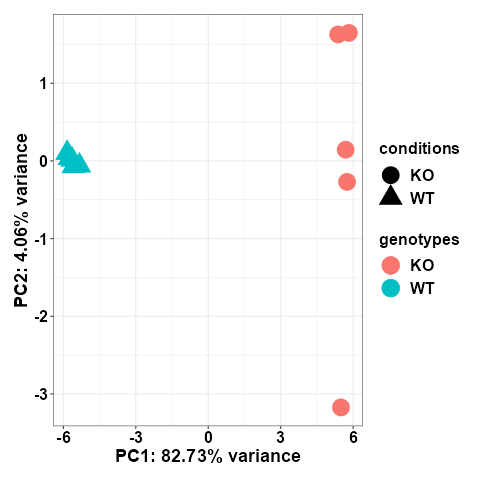 1
0
-1
-2
-3
PC2: 4.06% variance
-6
-3
0
3
6
PC1: 82.73% variance
conditions
KO
WT
genotypes
KO
WT